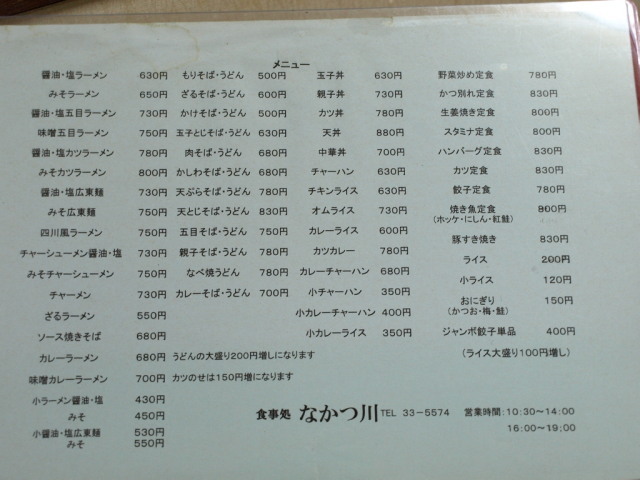 メニュー
醤油・塩ラーメン 630円
みそラーメン 650円
醤油・塩五目ラーメン 730円
味噌五目ラーメン 750円
醤油・塩カツラーメン 780円
みそカツラーメン 800円
醤油・塩広東麺 730円
みそ広東麺 750円
四川風ラーメン 750円
チャーシューメン醤油・塩 730円
みそチャーシューメン 750円
チャーメン 730円
ざるラーメン 550円
ソース焼きそば 680円
カレーラーメン 680円
味噌カレーラーメン 700円
小ラーメン醤油・塩 430円
みそ 450円
小醤油・塩広東麺 530円
みそ 550円
もりそば・うどん 500円
ざるそば・うどん 600円
かけそば・うどん 500円
玉子とじそば・うどん 630円
肉そば・うどん 680円
かしわそば・うどん 680円
天ぷらそば・うどん 780円
天とじそば・うどん 830円
五目そば・うどん 750円
親子そば・うどん 780円
なべ焼うどん 780円
カレーそば・うどん 700円
うどんの大盛り200円増しになります
カツのせは150円増になります
玉子丼 630円
親子丼 730円
カツ丼 780円
天丼 880円
中華丼 700円
チャーハン 630円
チキンライス 630円
オムライス 730円
カレーライス 600円
カツカレー 780円
カレーチャーハン 680円
小チャーハン 350円
小カレーチャーハン 400円
小カレーライス 350円
野菜炒め定食 780円
かつ別れ定食 830円
生姜焼き定食 800円
スタミナ定食 800円
ハンバーグ定食 830円
カツ定食 830円
餃子定食 780円
焼き魚定食 800円
(ホッケ・にしん・紅鮭)
豚すき焼き 830円
ライス 200円
小ライス 120円
おにぎり 150円
(かつお・梅・鮭)
ジャンボ餃子単品 400円
(ライス大盛り100円増し)
食事処 なかつ川 TEL 33-5574 営業時間:10:30~14:00
16:00~19:00